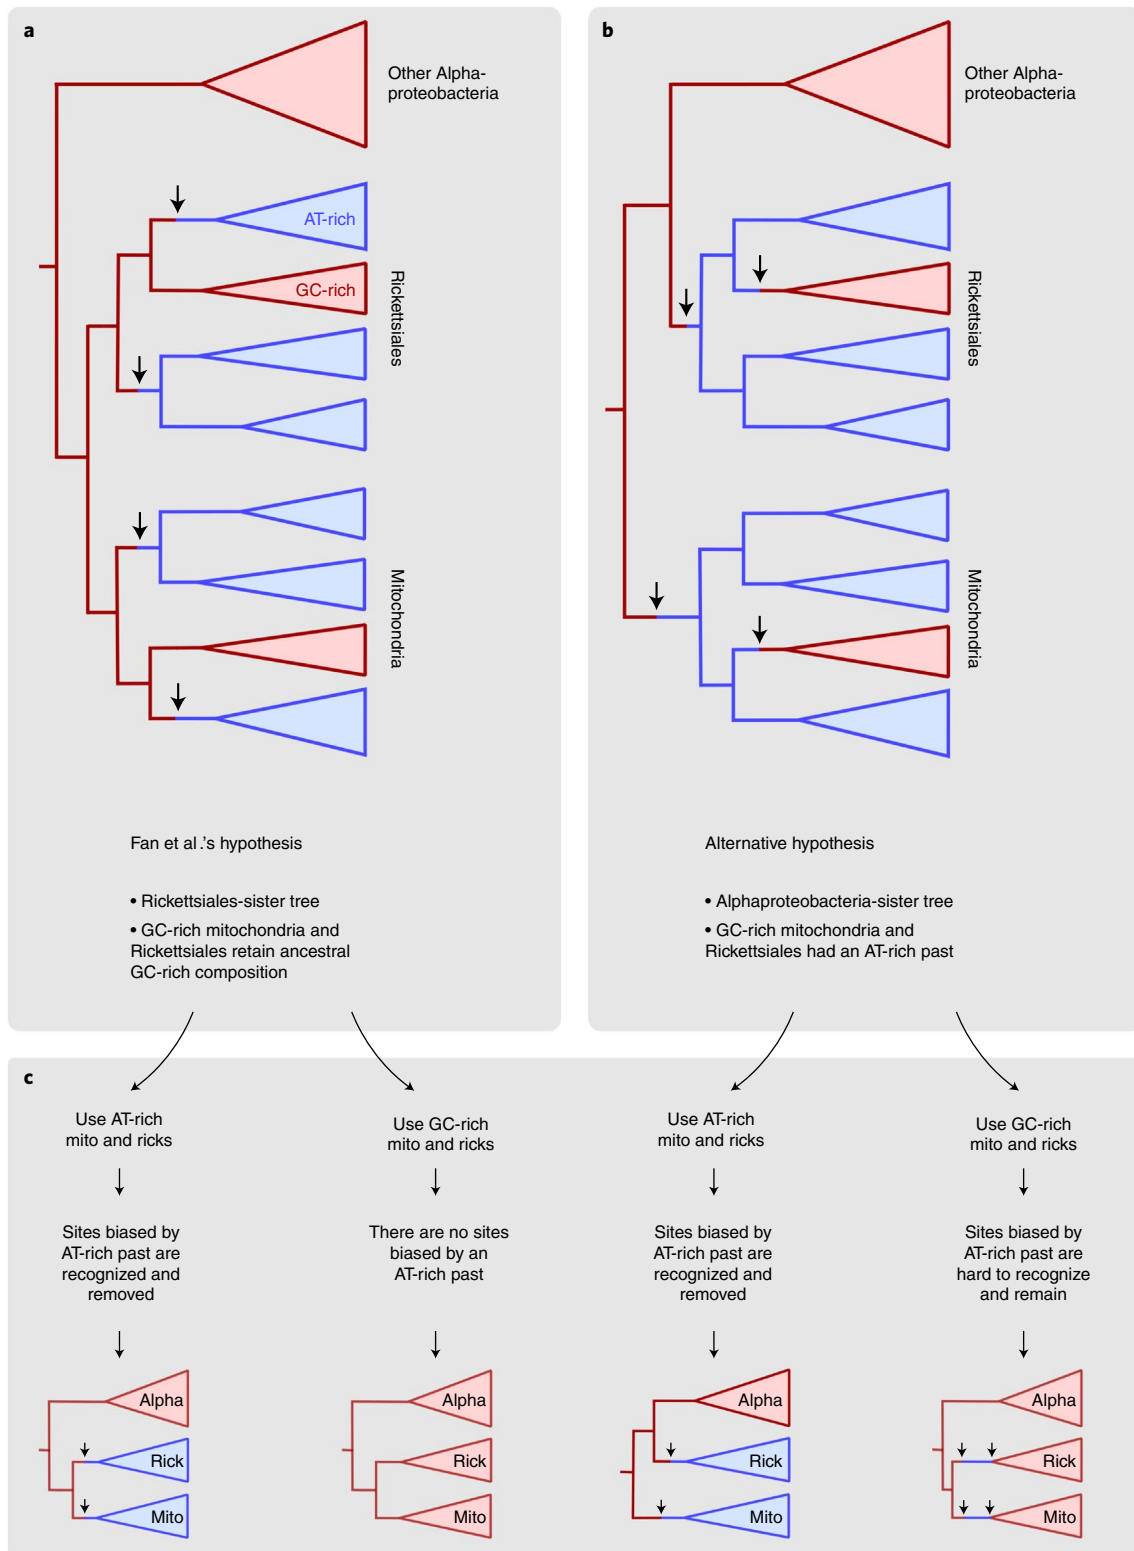 a
Other Alpha-
proteobacteria
AT-rich
GC-rich
Rickettsiales
Mitochondria
Fan et al.'s hypothesis
• Rickettsiales-sister tree
• GC-rich mitochondria and
Rickettsiales retain ancestral
GC-rich composition
b
Other Alpha-
proteobacteria
Rickettsiales
Mitochondria
Alternative hypothesis
• Alphaproteobacteria-sister tree
• GC-rich mitochondria and
Rickettsiales had an AT-rich past
c
Use AT-rich
mito and ricks
Sites biased by
AT-rich past are
recognized and
removed
Alpha
Rick
Mito
Use GC-rich
mito and ricks
There are no sites
biased by an
AT-rich past
Alpha
Rick
Mito
Use AT-rich
mito and ricks
Sites biased by
AT-rich past are
recognized and
removed
Alpha
Rick
Mito
Use GC-rich
mito and ricks
Sites biased by
AT-rich past are
hard to recognize
and remain
Alpha
Rick
Mito